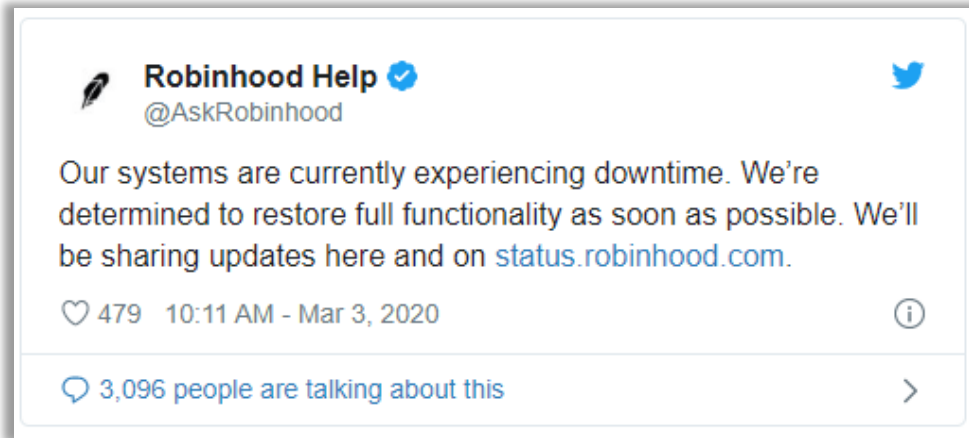 Robinhood Help
@AskRobinhood
Our systems are currently experiencing downtime. We’re
determined to restore full functionality as soon as possible. We’ll
be sharing updates here and on status.robinhood.com.
479 10:11 AM - Mar 3, 2020
3,096 people are talking about this